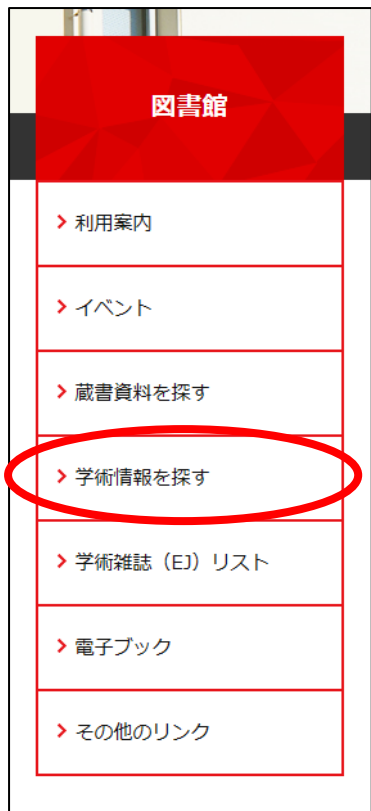 図書館
利用案内
イベント
蔵書資料を探す
学術情報を探す
学術雑誌（EJ）リスト
電子ブック
その他のリンク